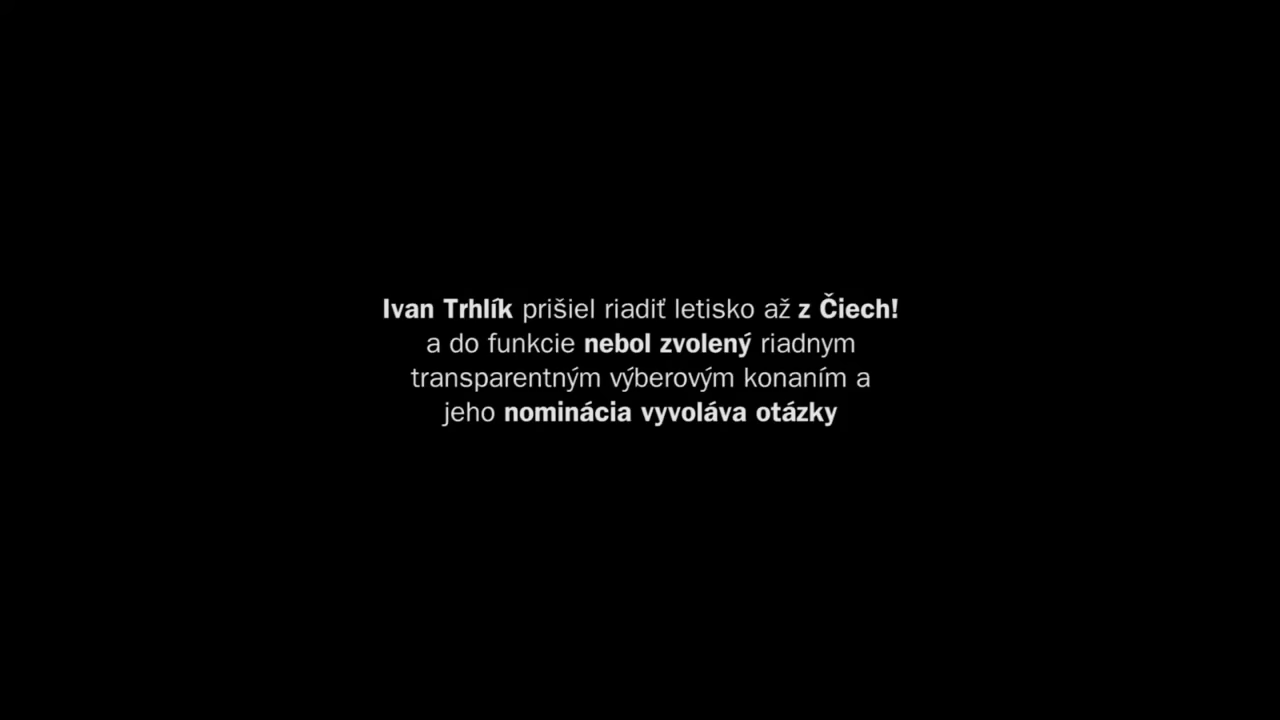 Ivan Trhlík prišiel riadiť letisko až z Čiech!
a do funkcie nebol zvolený riadnym
transparentným výberovým konaním a
jeho nominácia vyvoláva otázky